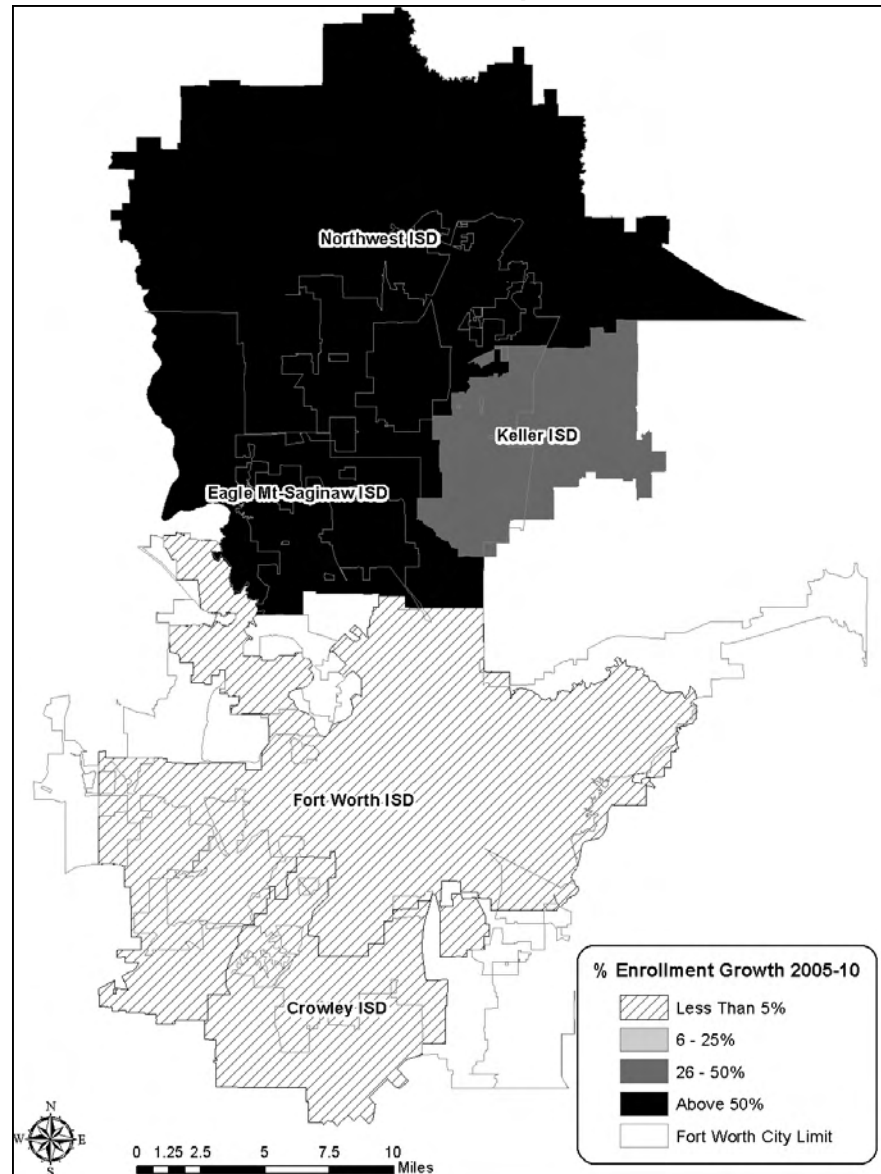 Northwest ISD
Keller ISD
Eagle Mt-Saginaw ISD
Fort Worth ISD
Crowley ISD
% Enrollment Growth 2005-10
Less Than 5%
6 - 25%
26 - 50%
Above 50%
Fort Worth City Limit
N
W E
S
0 1.25 2.5 5 7.5 10
Miles